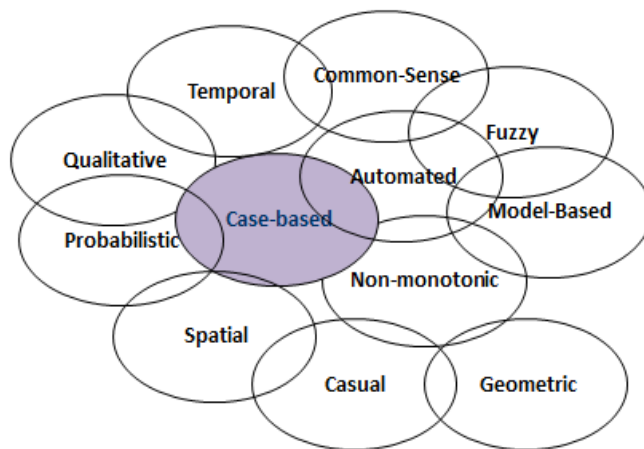 Common-Sense
Temporal
Fuzzy
Qualitative
Automated
Case-based
Model-Based
Probabilistic
Non-monotonic
Spatial
Casual
Geometric